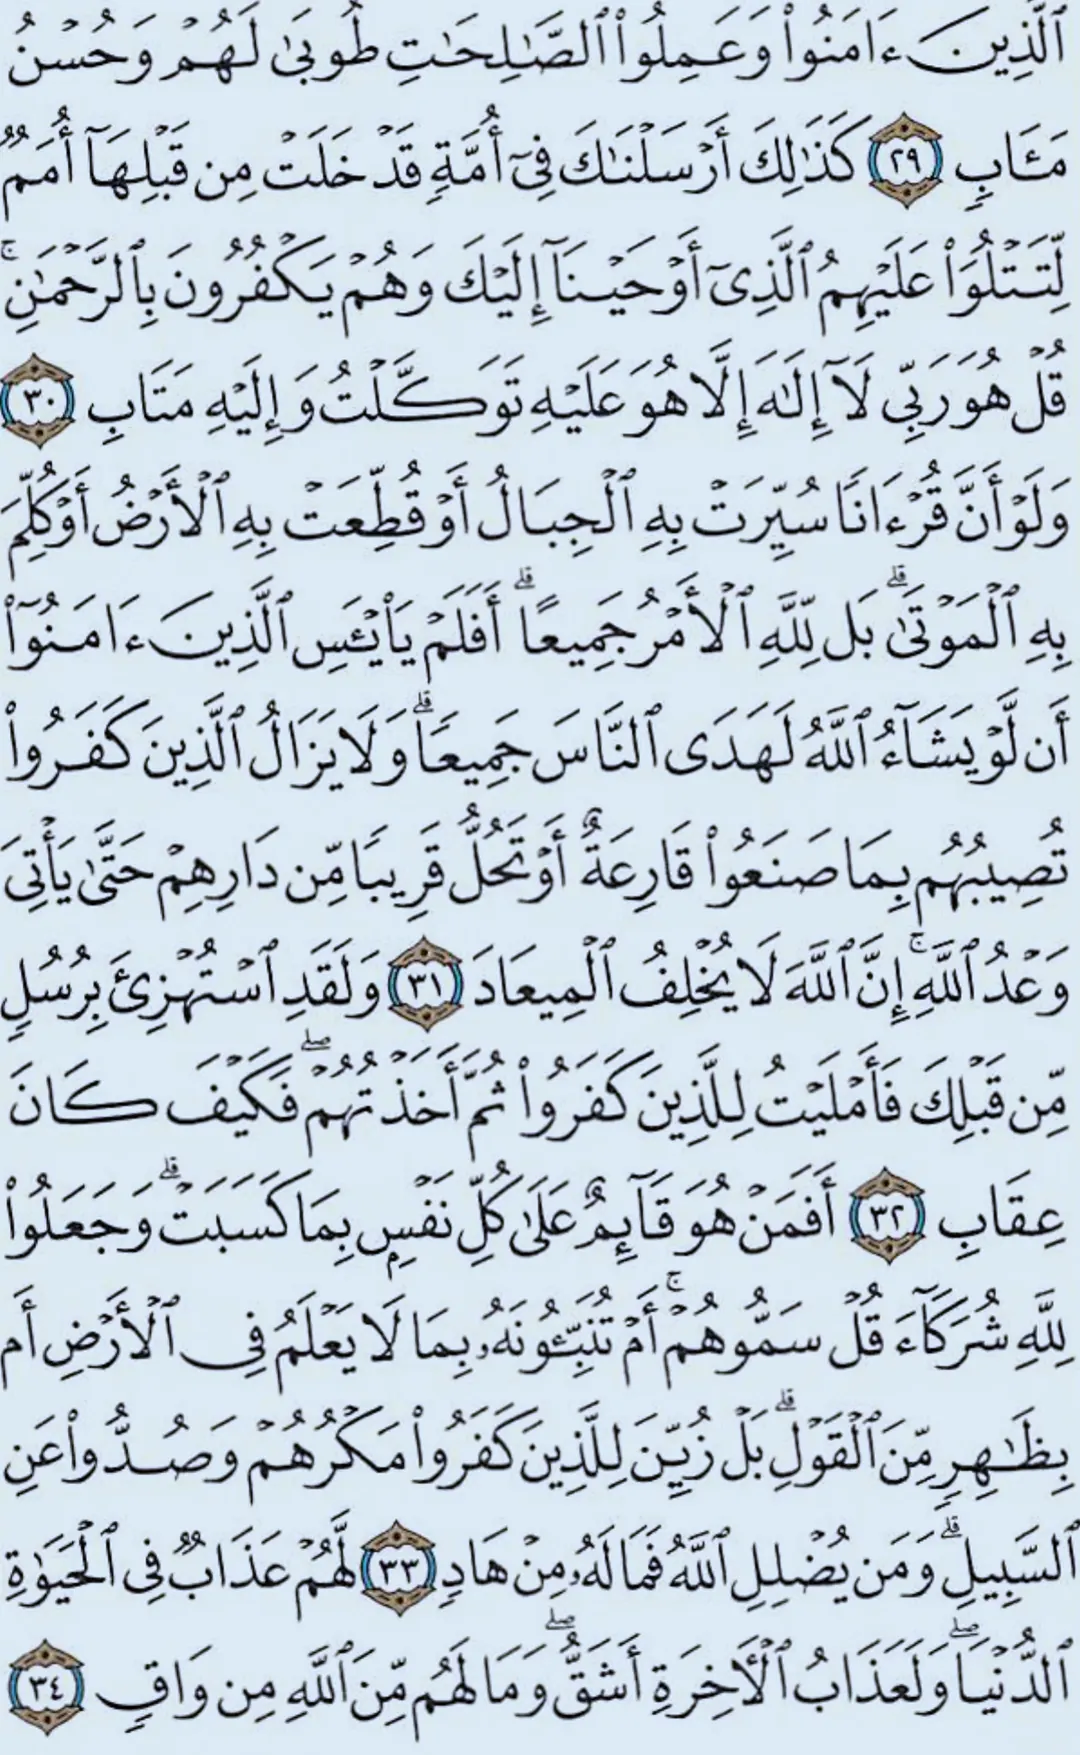 ٱلَّذِينَ ءَامَنُوا۟ وَعَمِلُوا۟ ٱلصَّـٰلِحَـٰتِ طُوبَىٰ لَهُمْ وَحُسْنُ
مَـَٔابٍ ٢٩ كَذَٰلِكَ أَرْسَلْنَـٰكَ فِىٓ أُمَّةٍ قَدْ خَلَتْ مِن قَبْلِهَآ أُمَمٌ
لِّتَتْلُوَا۟ عَلَيْهِمُ ٱلَّذِىٓ أَوْحَيْنَآ إِلَيْكَ وَهُمْ يَكْفُرُونَ بِٱلرَّحْمَـٰنِ ۚ
قُلْ هُوَ رَبِّى لَآ إِلَـٰهَ إِلَّا هُوَ عَلَيْهِ تَوَكَّلْتُ وَإِلَيْهِ مَتَابِ ٣٠
وَلَوْ أَنَّ قُرْءَانًا سُيِّرَتْ بِهِ ٱلْجِبَالُ أَوْ قُطِّعَتْ بِهِ ٱلْأَرْضُ أَوْ كُلِّمَ
بِهِ ٱلْمَوْتَىٰ ۗ بَل لِّلَّهِ ٱلْأَمْرُ جَمِيعًا ۗ أَفَلَمْ يَا۟يْـَٔسِ ٱلَّذِينَ ءَامَنُوٓا۟
أَن لَّوْ يَشَآءُ ٱللَّهُ لَهَدَى ٱلنَّاسَ جَمِيعًا ۗ وَلَا يَزَالُ ٱلَّذِينَ كَفَرُوا۟
تُصِيبُهُم بِمَا صَنَعُوا۟ قَارِعَةٌ أَوْ تَحُلُّ قَرِيبًا مِّن دَارِهِمْ حَتَّىٰ يَأْتِىَ
وَعْدُ ٱللَّهِ ۚ إِنَّ ٱللَّهَ لَا يُخْلِفُ ٱلْمِيعَادَ ٣١ وَلَقَدِ ٱسْتُهْزِئَ بِرُسُلٍ
مِّن قَبْلِكَ فَأَمْلَيْتُ لِلَّذِينَ كَفَرُوا۟ ثُمَّ أَخَذْتُهُمْ ۖ فَكَيْفَ كَانَ
عِقَابِ ٣٢ أَفَمَنْ هُوَ قَآئِمٌ عَلَىٰ كُلِّ نَفْسٍۭ بِمَا كَسَبَتْ ۗ وَجَعَلُوا۟
لِلَّهِ شُرَكَآءَ قُلْ سَمُّوهُمْ ۚ أَمْ تُنَبِّـُٔونَهُۥ بِمَا لَا يَعْلَمُ فِى ٱلْأَرْضِ أَم
بِظَـٰهِرٍ مِّنَ ٱلْقَوْلِ ۗ بَلْ زُيِّنَ لِلَّذِينَ كَفَرُوا۟ مَكْرُهُمْ وَصُدُّوا۟ عَنِ
ٱلسَّبِيلِ ۗ وَمَن يُضْلِلِ ٱللَّهُ فَمَا لَهُۥ مِنْ هَادٍ ٣٣ لَّهُمْ عَذَابٌ فِى ٱلْحَيَوٰةِ
ٱلدُّنْيَا ۖ وَلَعَذَابُ ٱلْـَٔاخِرَةِ أَشَقُّ ۖ وَمَا لَهُم مِّنَ ٱللَّهِ مِن وَاقٍ ٣٤